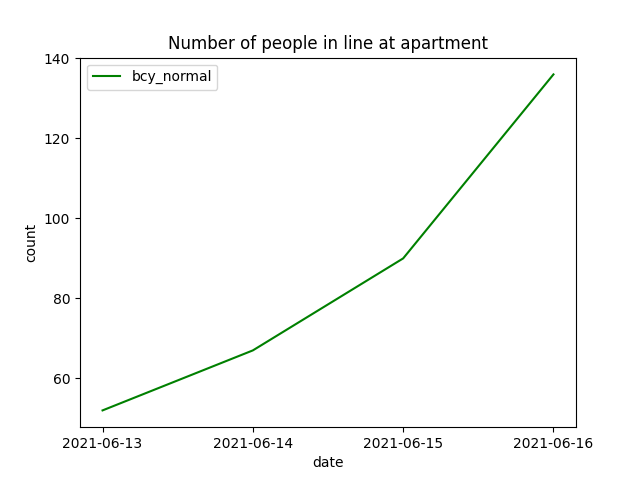 Number of people in line at apartment
bcy_normal
140
120
100
80
60
count
2021-06-13
2021-06-14
2021-06-15
2021-06-16
date